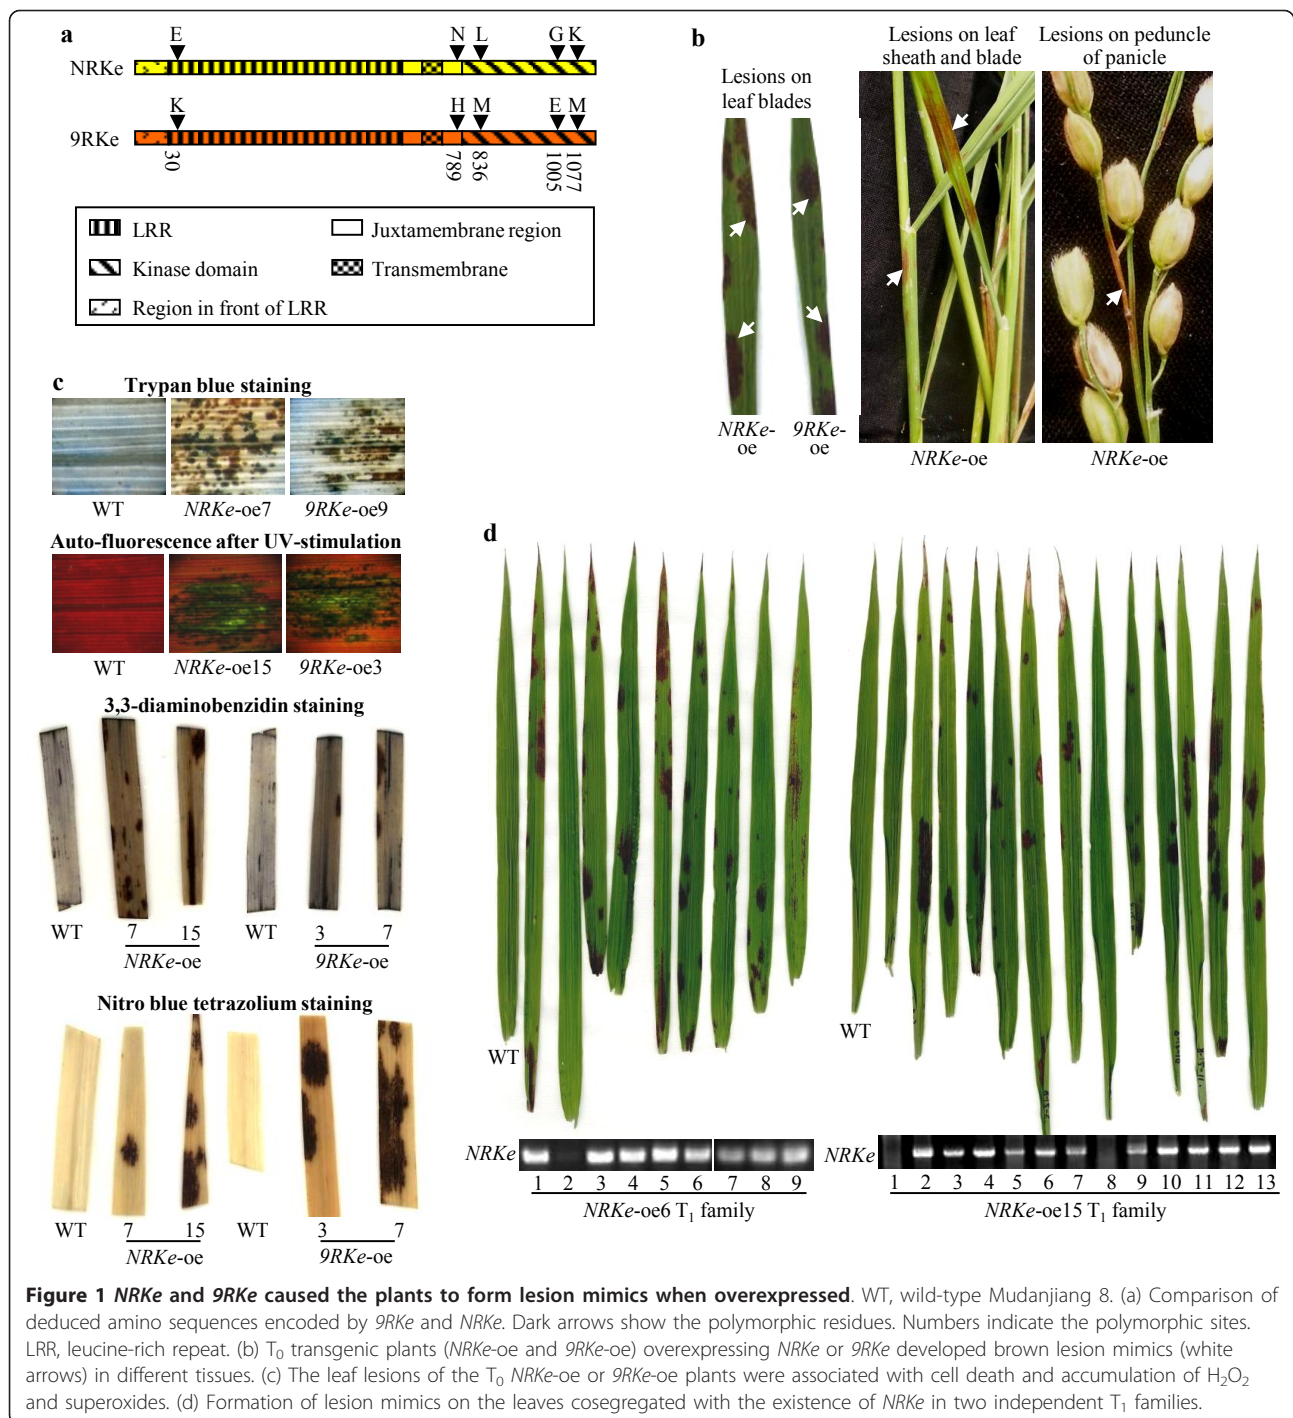 a
E N L G K
NRKe
K H M E M
9RKe
30 789 836 1005 1077
LRR
Juxtamembrane region
Kinase domain
Transmembrane
Region in front of LRR
b
Lesions on
leaf blades
Lesions on leaf
sheath and blade
Lesions on peduncle
of panicle
NRKe-
oe
9RKe-
oe
NRKe-oe
NRKe-oe
c
Trypan blue staining
WT NRKe-oe7 9RKe-oe9
Auto-fluorescence after UV-stimulation
WT NRKe-oe15 9RKe-oe3
3,3-diaminobenzidin staining
WT 7 15 WT 3 7
NRKe-oe 9RKe-oe
Nitro blue tetrazolium staining
WT 7 15 WT 3 7
NRKe-oe 9RKe-oe
d
WT
WT
NRKe
1 2 3 4 5 6 7 8 9
NRKe-oe6 T1 family
NRKe
1 2 3 4 5 6 7 8 9 10 11 12 13
NRKe-oe15 T1 family
Figure 1 NRKe and 9RKe caused the plants to form lesion mimics when overexpressed. WT, wild-type Mudanjiang 8. (a) Comparison of
deduced amino sequences encoded by 9RKe and NRKe. Dark arrows show the polymorphic residues. Numbers indicate the polymorphic sites.
LRR, leucine-rich repeat. (b) T0 transgenic plants (NRKe-oe and 9RKe-oe) overexpressing NRKe or 9RKe developed brown lesion mimics (white
arrows) in different tissues. (c) The leaf lesions of the T0 NRKe-oe or 9RKe-oe plants were associated with cell death and accumulation of H2O2
and superoxides. (d) Formation of lesion mimics on the leaves cosegregated with the existence of NRKe in two independent T1 families.